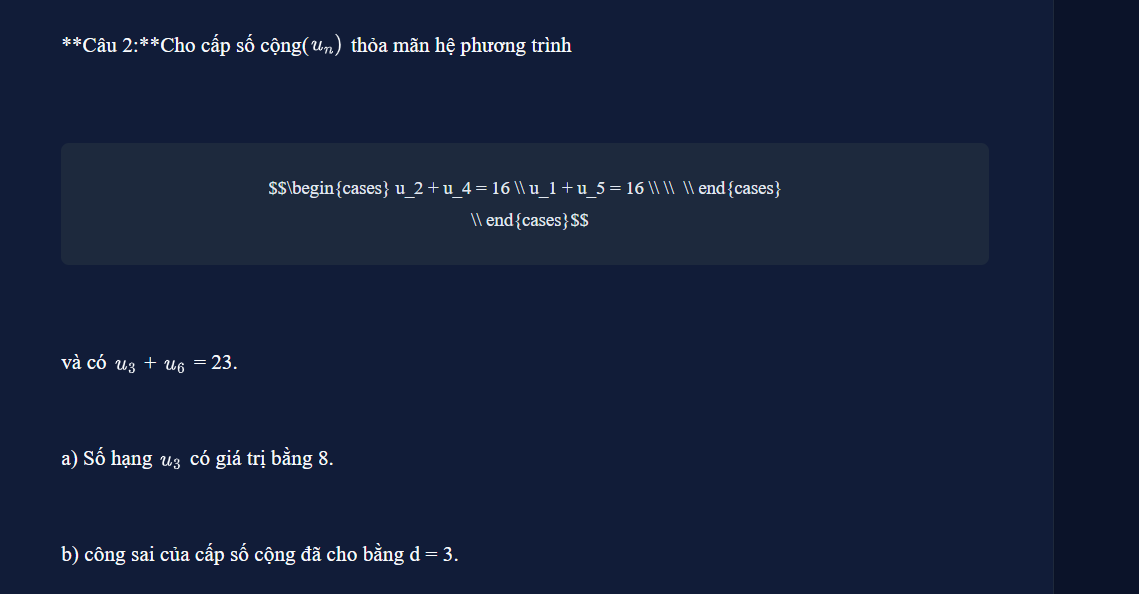 **Câu 2:**Cho cấp số cộng(uₙ) thỏa mãn hệ phương trình
$$\begin{cases} u_2 + u_4 = 16 \\ u_1 + u_5 = 16 \\ \\ \\ end{cases}
\\ end{cases}$$
và có u₃ + u₆ = 23.
a) Số hạng u₃ có giá trị bằng 8.
b) công sai của cấp số cộng đã cho bằng d = 3.